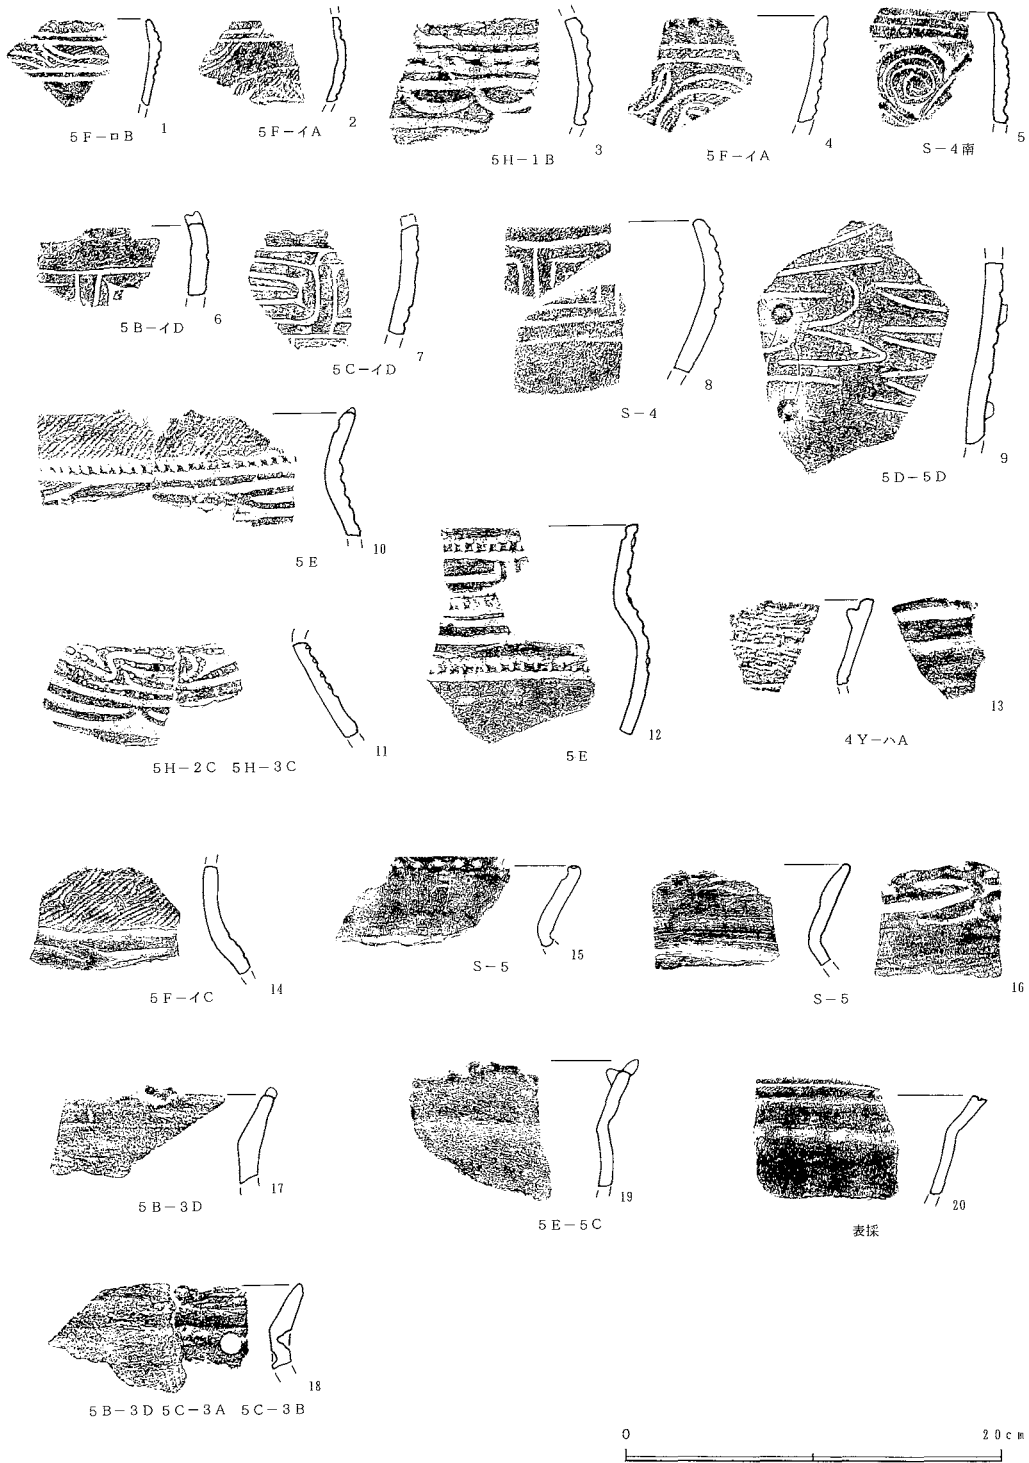 5F-ロB 1
5F-イA 2
5H-1B 3
5F-イA 4
S-4南 5
5B-イD 6
5C-イD 7
S-4 8
5D-5D 9
5E 10
5H-2C 5H-3C 11
5E 12
4Y-ハA 13
5F-イC 14
S-5 15
S-5 16
5B-3D 17
5E-5C 19
表採 20
5B-3D 5C-3A 5C-3B 18
0 20cm